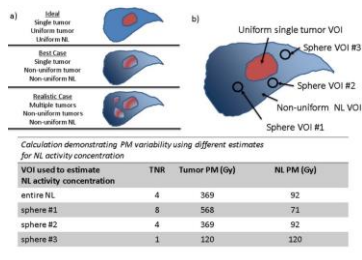 a)
Ideal
Single tumor
Uniform tumor
Uniform NL
Best Case
Single tumor
Non-uniform tumor
Non-uniform NL
Realistic Case
Multiple tumors
Non-uniform tumors
Non-uniform NL
b)
Uniform single tumor VOI
Sphere VOI #3
Sphere VOI #2
Non-uniform NL VOI
Sphere VOI #1
Calculation demonstrating PM variability using different estimates
for NL activity concentration
VOI used to estimate
NL activity concentration TNR Tumor PM (Gy) NL PM (Gy)
entire NL 4 369 92
sphere #1 8 568 71
sphere #2 4 369 92
sphere #3 1 120 120